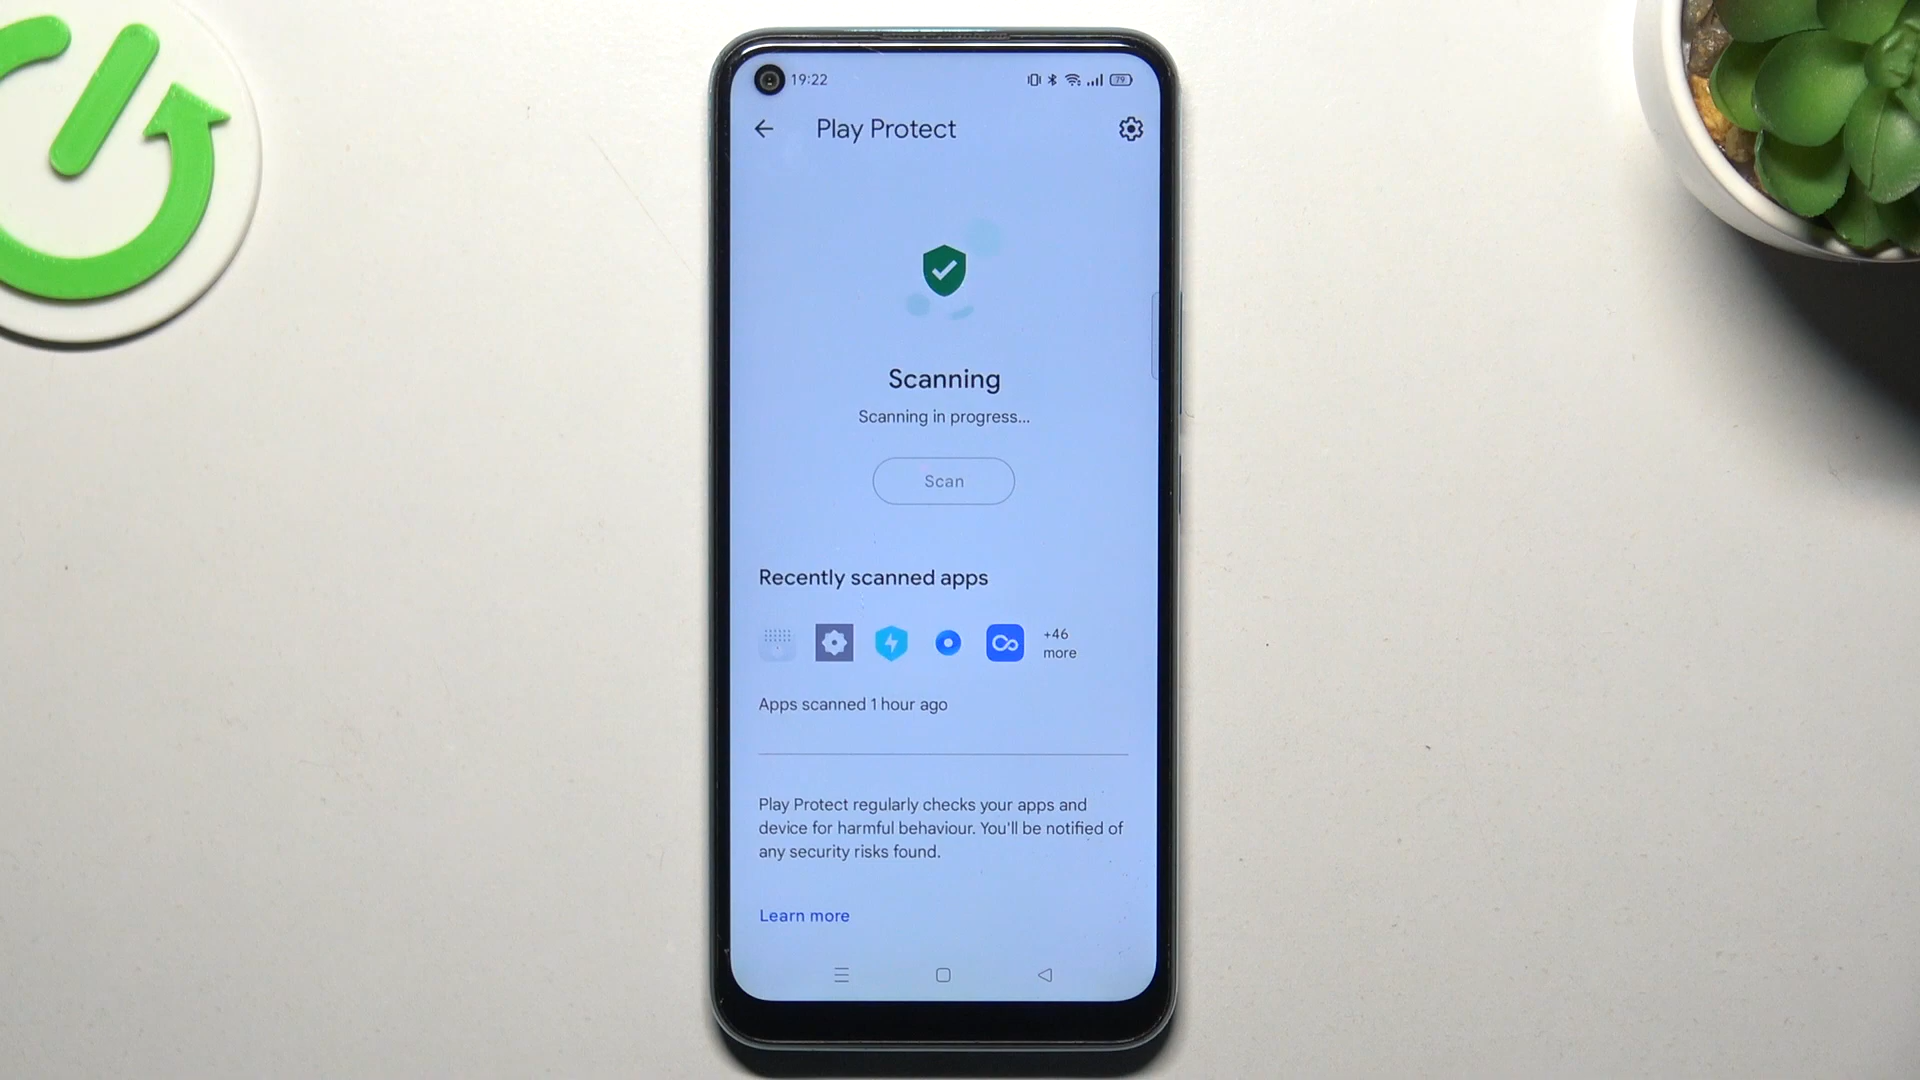 19:22
79
Play Protect
Scanning
Scanning in progress...
Scan
Recently scanned apps
+46
more
Apps scanned 1 hour ago
Play Protect regularly checks your apps and
device for harmful behaviour. You'll be notified of
any security risks found.
Learn more